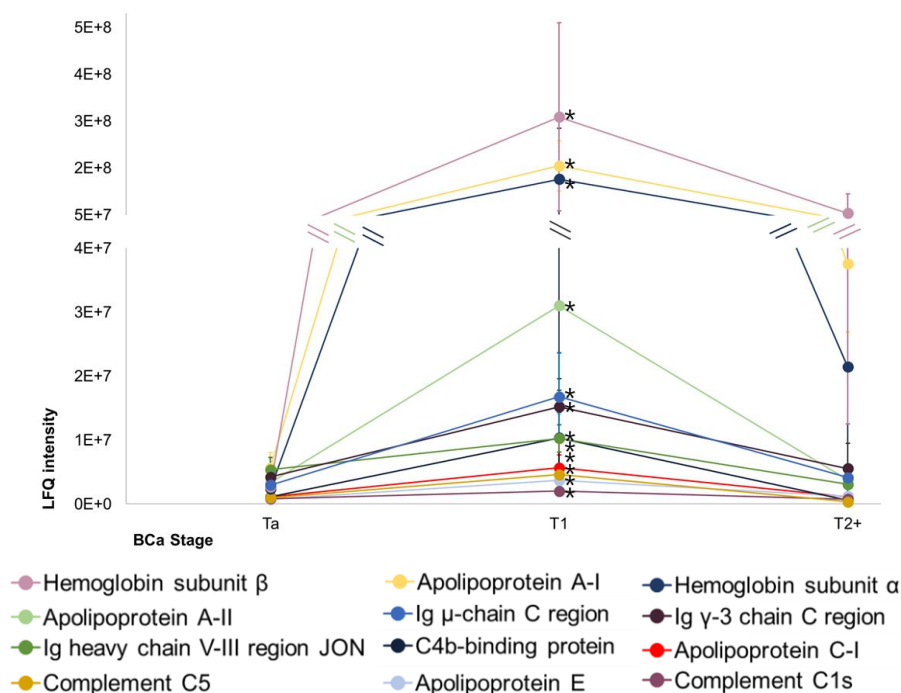 5E+8
4E+8
3E+8
2E+8
5E+7
4E+7
3E+7
2E+7
1E+7
0E+0
LFQ intensity
*
*
*
*
*
*
*
*
*
*
*
*
Ta T1 T2+
BCa Stage
Hemoglobin subunit β Apolipoprotein A-I Hemoglobin subunit α
Apolipoprotein A-II Ig μ-chain C region Ig γ-3 chain C region
Ig heavy chain V-III region JON C4b-binding protein Apolipoprotein C-I
Complement C5 Apolipoprotein E Complement C1s